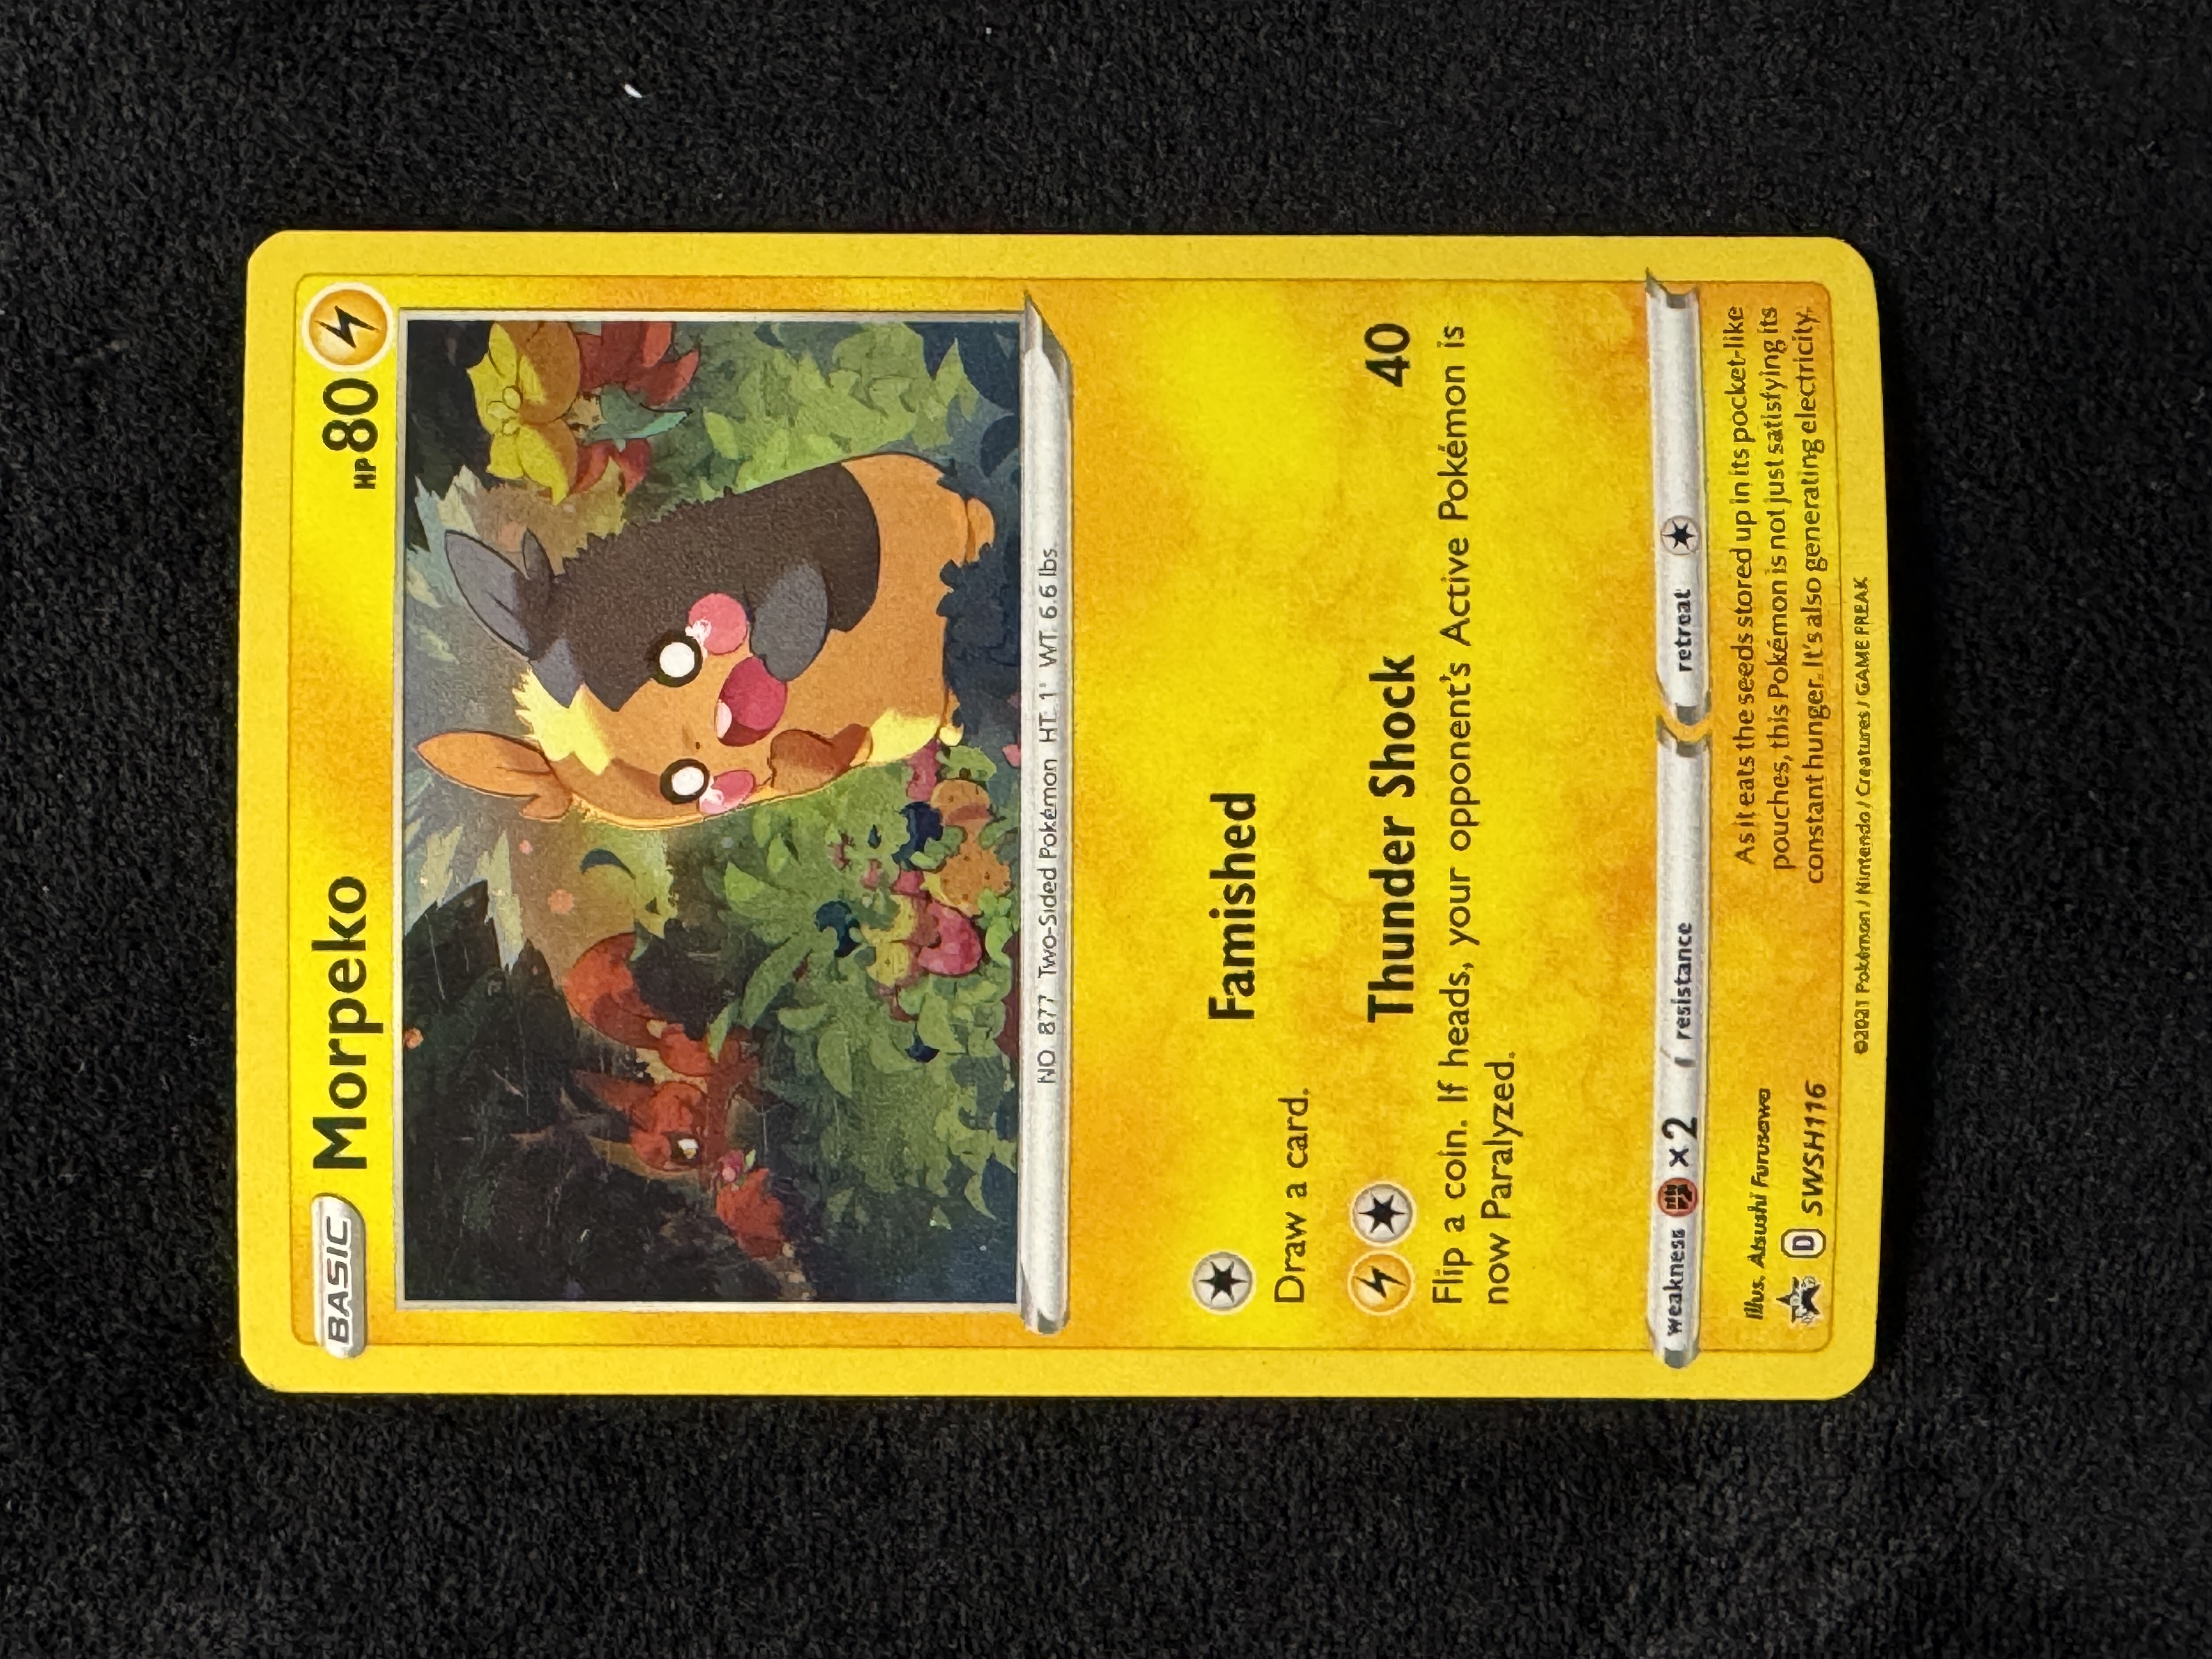 BASIC Morpeko HP 80
NO. 877 Two-Sided Pokémon HT: 1' WT: 6.6 lbs.
Famished
Draw a card.
Thunder Shock 40
Flip a coin. If heads, your opponent's Active Pokémon is
now Paralyzed.
weakness ×2 resistance retreat
Illus. Atsushi Furusawa
D SWSH116
As it eats the seeds stored up in its pocket-like
pouches, this Pokémon is not just satisfying its
constant hunger. It's also generating electricity.
©2021 Pokémon / Nintendo / Creatures / GAME FREAK